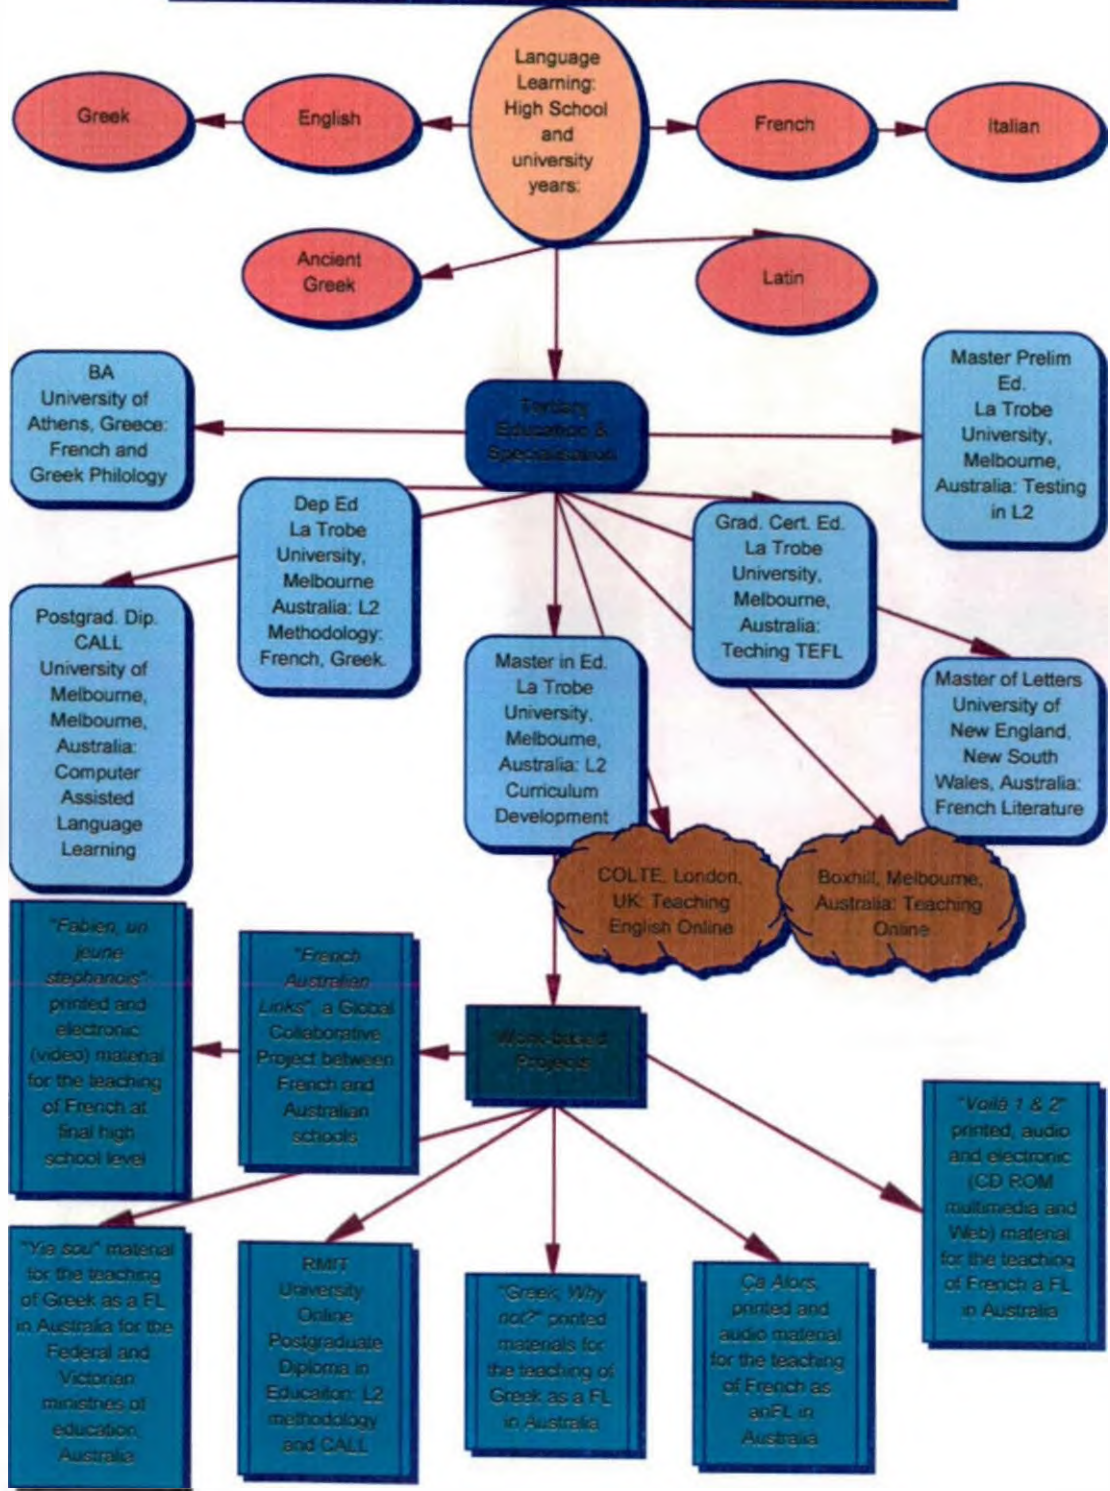 Language
Learning:
High School
and
university
years:
Greek
English
French
Italian
Ancient
Greek
Latin
BA
University of
Athens, Greece:
French and
Greek Philology
Tertiary
Education &
Specialisation
Master Prelim
Ed.
La Trobe
University,
Melbourne,
Australia: Testing
in L2
Dep Ed
La Trobe
University,
Melbourne
Australia: L2
Methodology:
French, Greek.
Grad. Cert. Ed.
La Trobe
University,
Melbourne,
Australia:
Teching TEFL
Postgrad. Dip.
CALL
University of
Melbourne,
Melbourne,
Australia:
Computer
Assisted
Language
Learning
Master in Ed.
La Trobe
University,
Melbourne,
Australia: L2
Curriculum
Development
Master of Letters
University of
New England,
New South
Wales, Australia:
French Literature
COLTE, London,
UK: Teaching
English Online
Boxhill, Melbourne,
Australia: Teaching
Online
"Fabien, un
jeune
stephanois":
printed and
electronic
(video) material
for the teaching
of French at
final high
school level
"French
Australian
Links", a Global
Collaborative
Project between
French and
Australian
schools
Work-based
Projects
"Voilà 1 & 2"
printed, audio
and electronic
(CD ROM
multimedia and
Web) material
for the teaching
of French a FL
in Australia
"Yia sou" material
for the teaching
of Greek as a FL
in Australia for the
Federal and
Victorian
ministries of
education,
Australia
RMIT
University
Online
Postgraduate
Diploma in
Educaiton: L2
methodology
and CALL
"Greek, Why
not?" printed
materials for
the teaching of
Greek as a FL
in Australia
Ça Alors,
printed and
audio material
for the teaching
of French as
anFL in
Australia